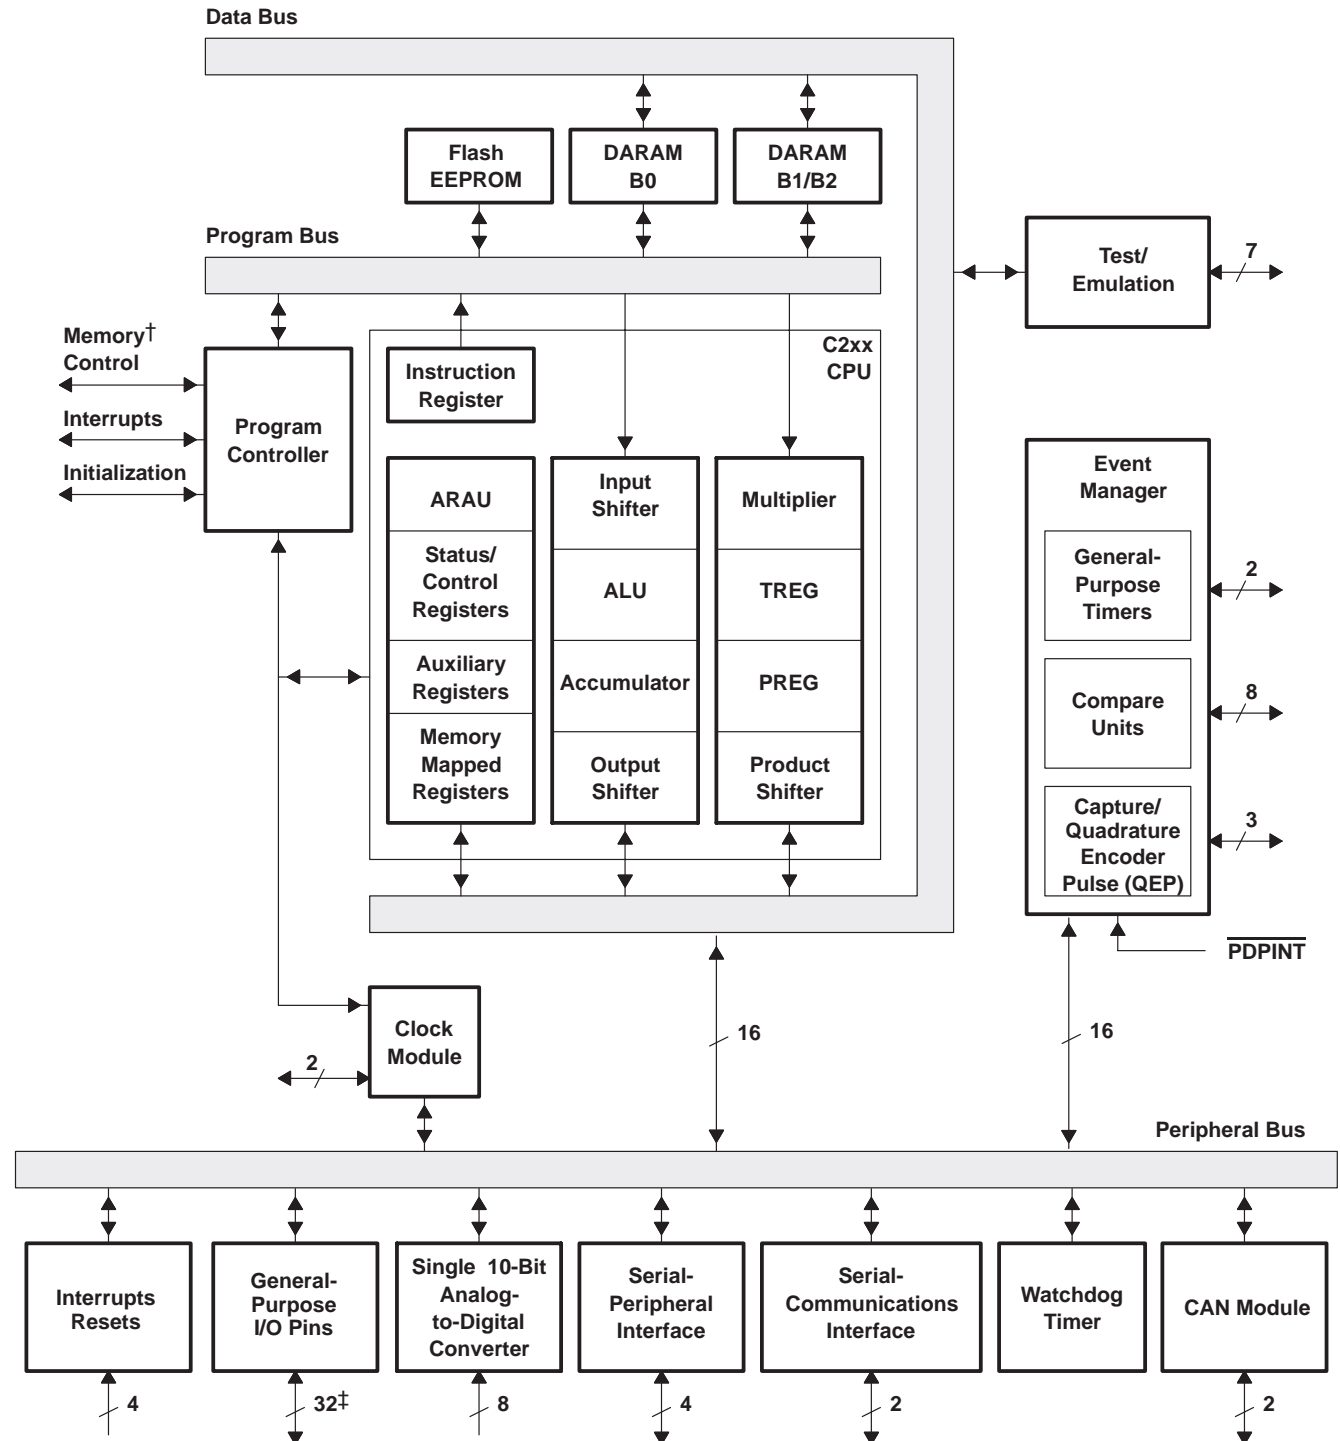 Data Bus
Flash
EEPROM
DARAM
B0
DARAM
B1/B2
Program Bus
Test/
Emulation
7
Memory†
Control
Interrupts
Initialization
Program
Controller
C2xx
CPU
Instruction
Register
ARAU
Status/
Control
Registers
Auxiliary
Registers
Memory
Mapped
Registers
Input
Shifter
ALU
Accumulator
Output
Shifter
Multiplier
TREG
PREG
Product
Shifter
Event
Manager
General-
Purpose
Timers
2
Compare
Units
8
Capture/
Quadrature
Encoder
Pulse (QEP)
3
PDPINT
Clock
Module
2
16
16
Peripheral Bus
Interrupts
Resets
4
General-
Purpose
I/O Pins
32‡
Single 10-Bit
Analog-
to-Digital
Converter
8
Serial-
Peripheral
Interface
4
Serial-
Communications
Interface
2
Watchdog
Timer
CAN Module
2